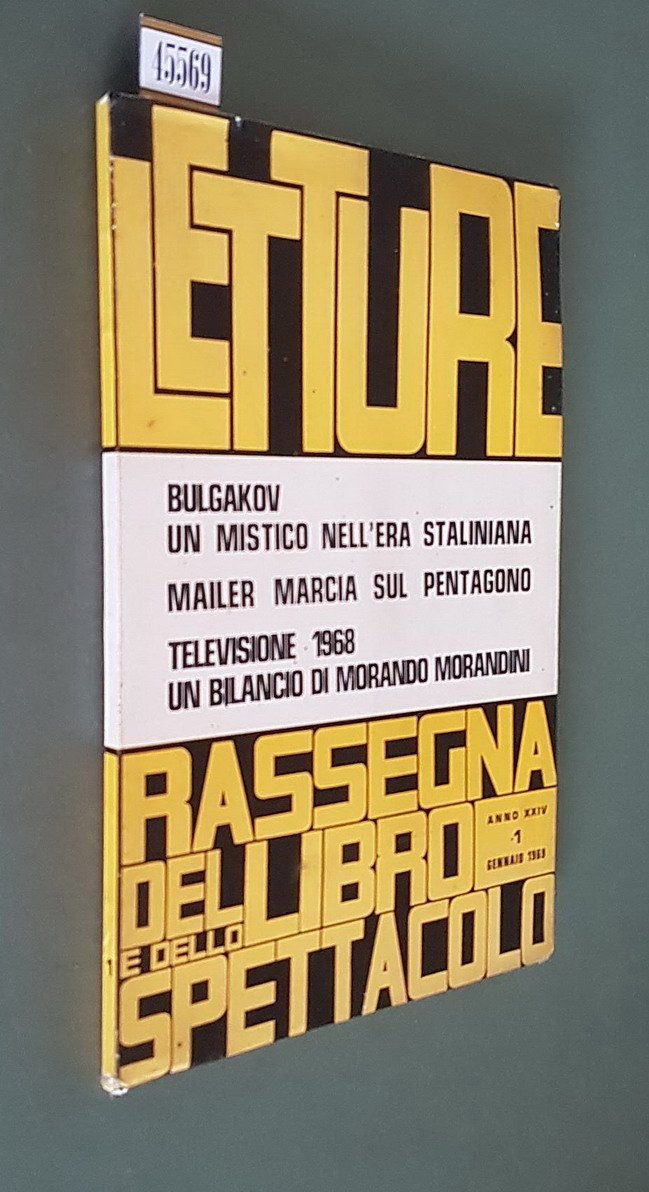 45569
LETTURE
BULGAKOV
UN MISTICO NELL'ERA STALINIANA
MAILER MARCIA SUL PENTAGONO
TELEVISIONE 1968
UN BILANCIO DI MORANDO MORANDINI
RASSEGNA
DEL LIBRO
E DELLO
SPETTACOLO
ANNO XXIV
1
GENNAIO 1969
1